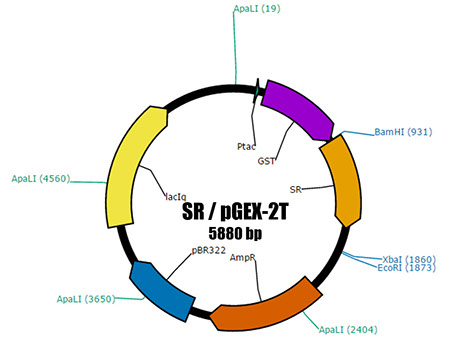 ApaLI (19)
Ptac
GST
BamHI (931)
SR
ApaLI (4560)
lacIq
SR / pGEX-2T
5880 bp
pBR322
AmpR
XbaI (1860)
EcoRI (1873)
ApaLI (3650)
ApaLI (2404)